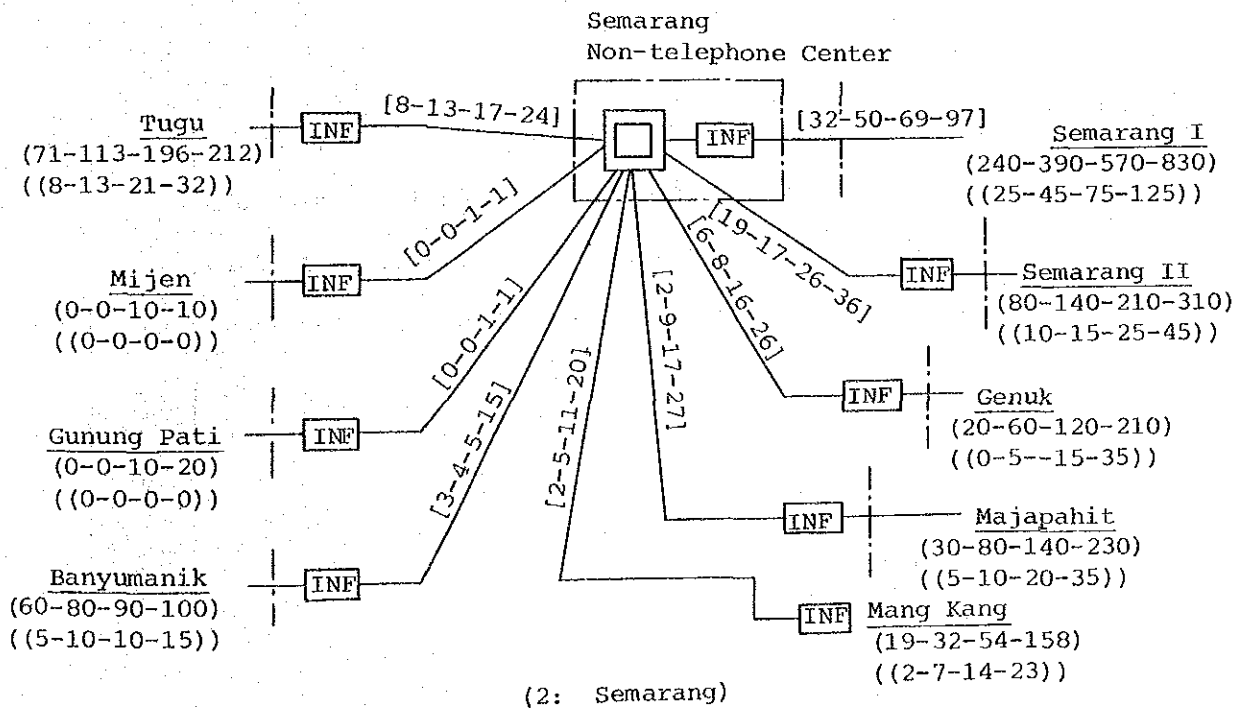 Semarang
Non-telephone Center
Tugu
(71-113-196-212)
((8-13-21-32))
INF
[8-13-17-24]
INF
[32-50-69-97]
Semarang I
(240-390-570-830)
((25-45-75-125))
Mijen
(0-0-10-10)
((0-0-0-0))
INF
[0-0-1-1]
[19-17-26-36]
INF
Semarang II
(80-140-210-310)
((10-15-25-45))
Gunung Pati
(0-0-10-20)
((0-0-0-0))
INF
[0-0-1-1]
[6-8-16-26]
INF
Genuk
(20-60-120-210)
((0-5--15-35))
Banyumanik
(60-80-90-100)
((5-10-10-15))
INF
[3-4-5-15]
[2-9-17-27]
INF
Majapahit
(30-80-140-230)
((5-10-20-35))
[2-5-11-20]
INF
Mang Kang
(19-32-54-158)
((2-7-14-23))
(2: Semarang)